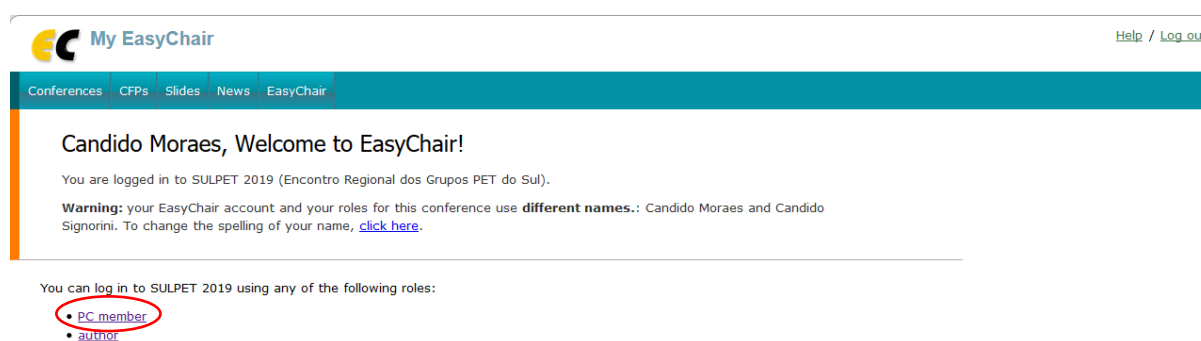 EC My EasyChair
Help / Log ou
Conferences CFPs Slides News EasyChair
Candido Moraes, Welcome to EasyChair!
You are logged in to SULPET 2019 (Encontro Regional dos Grupos PET do Sul).
Warning: your EasyChair account and your roles for this conference use different names.: Candido Moraes and Candido
Signorini. To change the spelling of your name, click here.
You can log in to SULPET 2019 using any of the following roles:
• PC member
• author